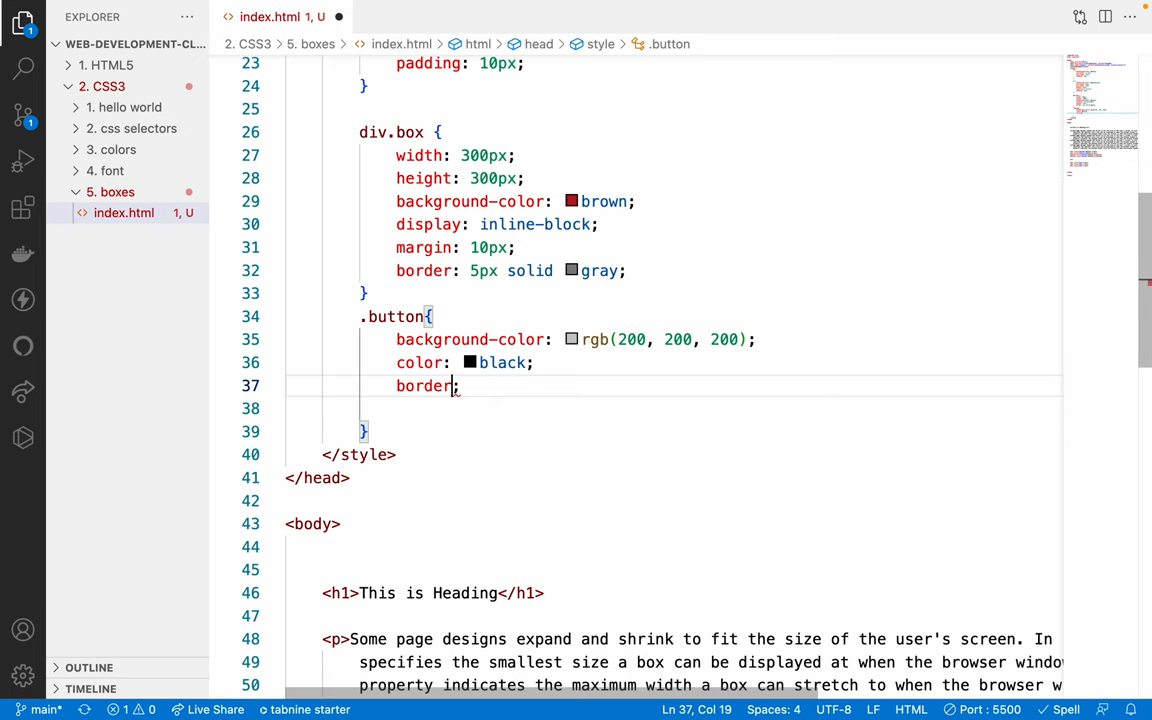 EXPLORER
index.html 1, U
WEB-DEVELOPMENT-CL...
1. HTML5
2. CSS3
1. hello world
2. css selectors
3. colors
4. font
5. boxes
index.html 1, U
OUTLINE
TIMELINE
2. CSS3 > 5. boxes > index.html > html > head > style > .button
23 padding: 10px;
24 }
25
26 div.box {
27 width: 300px;
28 height: 300px;
29 background-color: brown;
30 display: inline-block;
31 margin: 10px;
32 border: 5px solid gray;
33 }
34 .button{
35 background-color: rgb(200, 200, 200);
36 color: black;
37 border;
38
39 }
40 </style>
41 </head>
42
43 <body>
44
45
46 <h1>This is Heading</h1>
47
48 <p>Some page designs expand and shrink to fit the size of the user's screen. In
49 specifies the smallest size a box can be displayed at when the browser windo
50 property indicates the maximum width a box can stretch to when the browser w
main* 1 0 Live Share tabnine starter Ln 37, Col 19 Spaces: 4 UTF-8 LF HTML Port : 5500 Spell